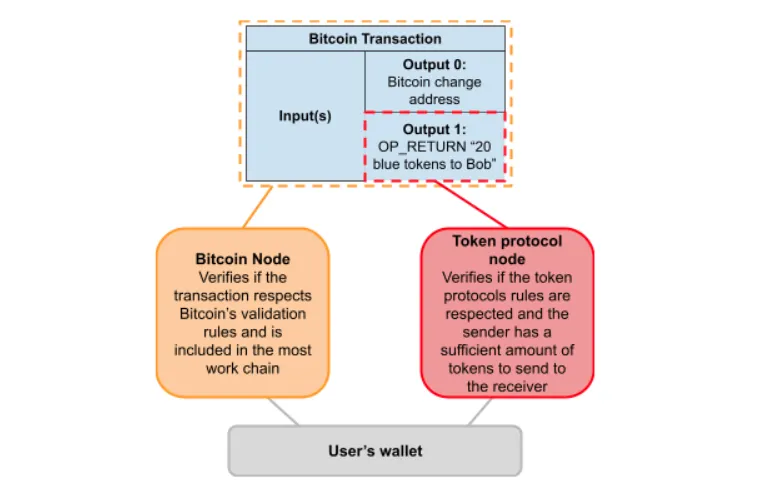 Bitcoin Transaction
Input(s)
Output 0:
Bitcoin change
address
Output 1:
OP_RETURN “20
blue tokens to Bob”
Bitcoin Node
Verifies if the
transaction respects
Bitcoin’s validation
rules and is
included in the most
work chain
Token protocol
node
Verifies if the token
protocols rules are
respected and the
sender has a
sufficient amount of
tokens to send to
the receiver
User’s wallet